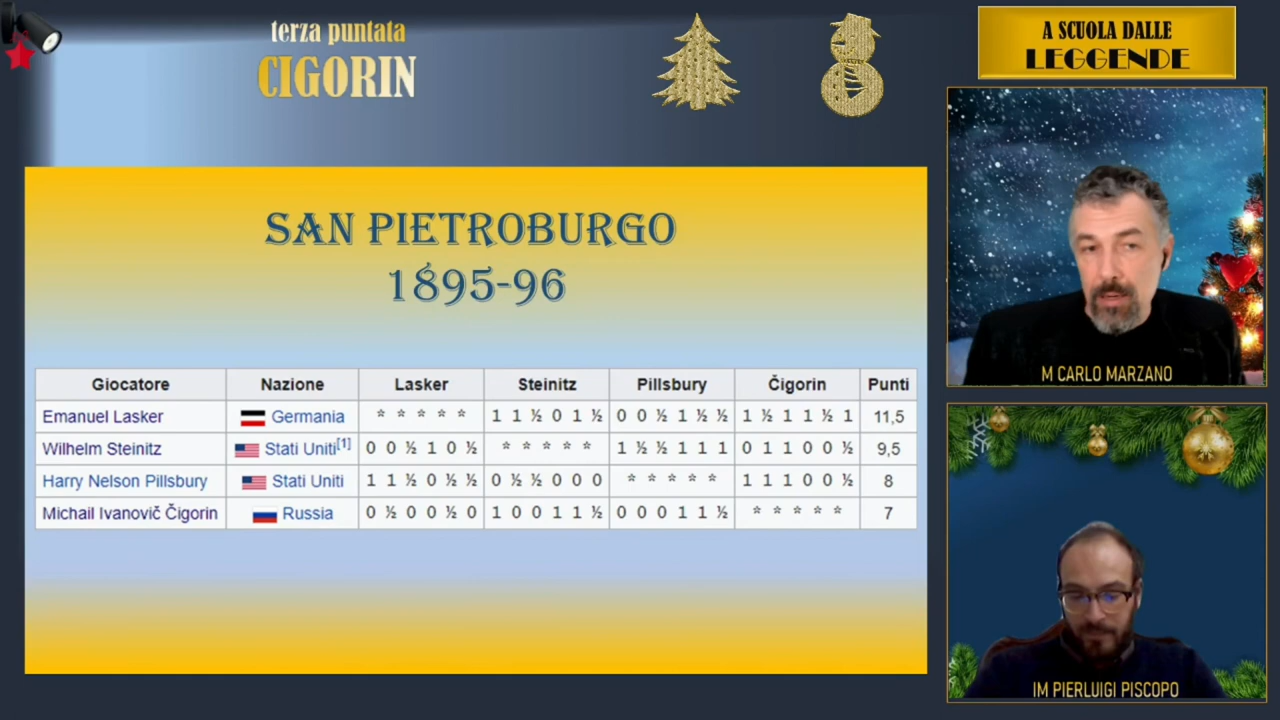 terza puntata
CIGORIN
A SCUOLA DALLE
LEGGENDE
SAN PIETROBURGO
1895-96
Giocatore Nazione Lasker Steinitz Pillsbury Čigorin Punti
Emanuel Lasker Germania * * * * * 1 1 ½ 0 1 ½ 0 0 ½ 1 ½ ½ 1 ½ 1 1 ½ 1 11,5
Wilhelm Steinitz Stati Uniti[1] 0 0 ½ 1 0 ½ * * * * * 1 ½ ½ 1 1 1 0 1 1 0 0 ½ 9,5
Harry Nelson Pillsbury Stati Uniti 1 1 ½ 0 ½ ½ 0 ½ ½ 0 0 0 * * * * * 1 1 1 0 0 ½ 8
Michail Ivanovič Čigorin Russia 0 ½ 0 0 ½ 0 1 0 0 1 1 ½ 0 0 0 1 1 ½ * * * * * 7
M CARLO MARZANO
IM PIERLUIGI PISCOPO